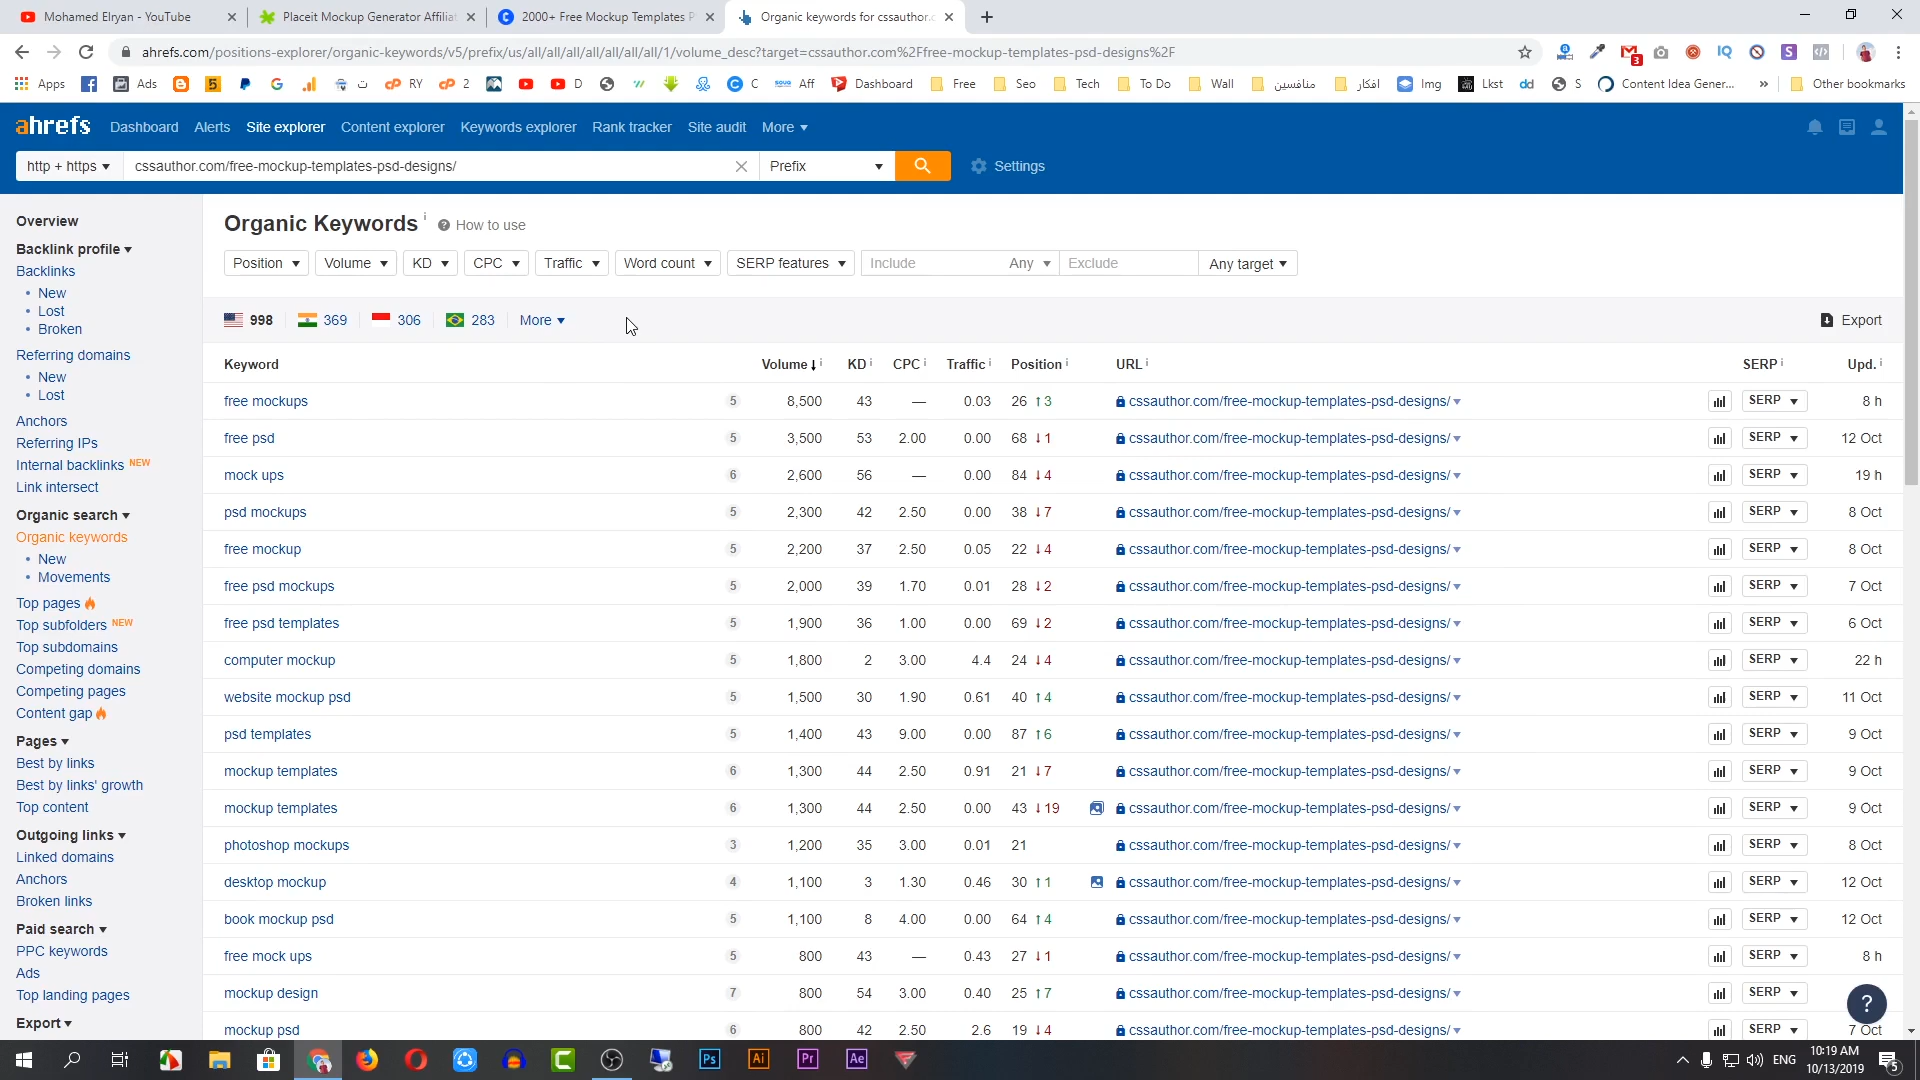 Mohamed Elryan - YouTube
Placeit Mockup Generator Affiliat
2000+ Free Mockup Templates P
Organic keywords for cssauthor.c
ahrefs.com/positions-explorer/organic-keywords/v5/prefix/us/all/all/all/all/all/all/all/1/volume_desc?target=cssauthor.com%2Ffree-mockup-templates-psd-designs%2F
Apps Ads RY 2 D C Aff Dashboard Free Seo Tech To Do Wall منافسين افكار Img Lkst dd S Content Idea Gener... » Other bookmarks
ahrefs Dashboard Alerts Site explorer Content explorer Keywords explorer Rank tracker Site audit More
http + https cssauthor.com/free-mockup-templates-psd-designs/ Prefix Settings
Overview
Backlink profile
Backlinks
New
Lost
Broken
Referring domains
New
Lost
Anchors
Referring IPs
Internal backlinks NEW
Link intersect
Organic search
Organic keywords
New
Movements
Top pages
Top subfolders NEW
Top subdomains
Competing domains
Competing pages
Content gap
Pages
Best by links
Best by links' growth
Top content
Outgoing links
Linked domains
Anchors
Broken links
Paid search
PPC keywords
Ads
Top landing pages
Export
Organic Keywords i ? How to use
Position Volume KD CPC Traffic Word count SERP features Include Any Exclude Any target
998 369 306 283 More Export
Keyword Volume ↓ i KD i CPC i Traffic i Position i URL i SERP i Upd. i
free mockups 5 8,500 43 — 0.03 26 ↑3 cssauthor.com/free-mockup-templates-psd-designs/ SERP 8 h
free psd 5 3,500 53 2.00 0.00 68 ↓1 cssauthor.com/free-mockup-templates-psd-designs/ SERP 12 Oct
mock ups 6 2,600 56 — 0.00 84 ↓4 cssauthor.com/free-mockup-templates-psd-designs/ SERP 19 h
psd mockups 5 2,300 42 2.50 0.00 38 ↓7 cssauthor.com/free-mockup-templates-psd-designs/ SERP 8 Oct
free mockup 5 2,200 37 2.50 0.05 22 ↓4 cssauthor.com/free-mockup-templates-psd-designs/ SERP 8 Oct
free psd mockups 5 2,000 39 1.70 0.01 28 ↓2 cssauthor.com/free-mockup-templates-psd-designs/ SERP 7 Oct
free psd templates 5 1,900 36 1.00 0.00 69 ↓2 cssauthor.com/free-mockup-templates-psd-designs/ SERP 6 Oct
computer mockup 5 1,800 2 3.00 4.4 24 ↓4 cssauthor.com/free-mockup-templates-psd-designs/ SERP 22 h
website mockup psd 5 1,500 30 1.90 0.61 40 ↑4 cssauthor.com/free-mockup-templates-psd-designs/ SERP 11 Oct
psd templates 5 1,400 43 9.00 0.00 87 ↑6 cssauthor.com/free-mockup-templates-psd-designs/ SERP 9 Oct
mockup templates 6 1,300 44 2.50 0.91 21 ↓7 cssauthor.com/free-mockup-templates-psd-designs/ SERP 9 Oct
mockup templates 6 1,300 44 2.50 0.00 43 ↓19 cssauthor.com/free-mockup-templates-psd-designs/ SERP 9 Oct
photoshop mockups 3 1,200 35 3.00 0.01 21 cssauthor.com/free-mockup-templates-psd-designs/ SERP 8 Oct
desktop mockup 4 1,100 3 1.30 0.46 30 ↑1 cssauthor.com/free-mockup-templates-psd-designs/ SERP 12 Oct
book mockup psd 5 1,100 8 4.00 0.00 64 ↑4 cssauthor.com/free-mockup-templates-psd-designs/ SERP 12 Oct
free mock ups 5 800 43 — 0.43 27 ↓1 cssauthor.com/free-mockup-templates-psd-designs/ SERP 8 h
mockup design 7 800 54 3.00 0.40 25 ↑7 cssauthor.com/free-mockup-templates-psd-designs/ SERP
mockup psd 6 800 42 2.50 2.6 19 ↓4 cssauthor.com/free-mockup-templates-psd-designs/ SERP 7 Oct
?
Ps Ai Pr Ae
ENG
10:19 AM
10/13/2019
5